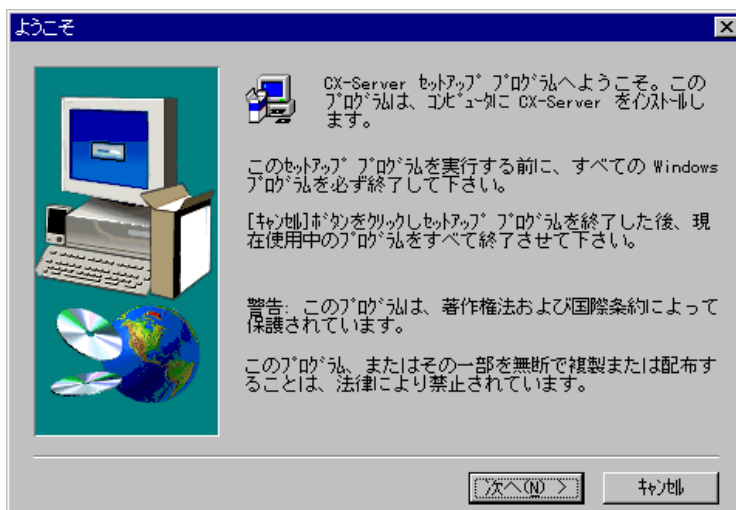 ようこそ
CX-Server ｾｯﾄｱｯﾌﾟ ﾌﾟﾛｸﾞﾗﾑへようこそ。この
ﾌﾟﾛｸﾞﾗﾑは、ｺﾝﾋﾟｭｰﾀに CX-Server をｲﾝｽﾄｰﾙし
ます。
このｾｯﾄｱｯﾌﾟ ﾌﾟﾛｸﾞﾗﾑを実行する前に、すべての Windows
ﾌﾟﾛｸﾞﾗﾑを必ず終了して下さい。
[ｷｬﾝｾﾙ]ﾎﾞﾀﾝをｸﾘｯｸしｾｯﾄｱｯﾌﾟ ﾌﾟﾛｸﾞﾗﾑを終了した後、現
在使用中のﾌﾟﾛｸﾞﾗﾑをすべて終了させて下さい。
警告: このﾌﾟﾛｸﾞﾗﾑは、著作権法および国際条約によって
保護されています。
このﾌﾟﾛｸﾞﾗﾑ、またはその一部を無断で複製または配布す
ることは、法律により禁止されています。
次へ(N) >
ｷｬﾝｾﾙ